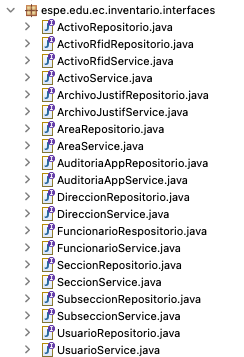 espe.edu.ec.inventario.interfaces
ActivoRepositorio.java
ActivoRfidRepositorio.java
ActivoRfidService.java
ActivoService.java
ArchivoJustifRepositorio.java
ArchivoJustifService.java
AreaRepositorio.java
AreaService.java
AuditoriaAppRepositorio.java
AuditoriaAppService.java
DireccionRepositorio.java
DireccionService.java
FuncionarioRespositorio.java
FuncionarioService.java
SeccionRepositorio.java
SeccionService.java
SubseccionRepositorio.java
SubseccionService.java
UsuarioRepositorio.java
UsuarioService.java